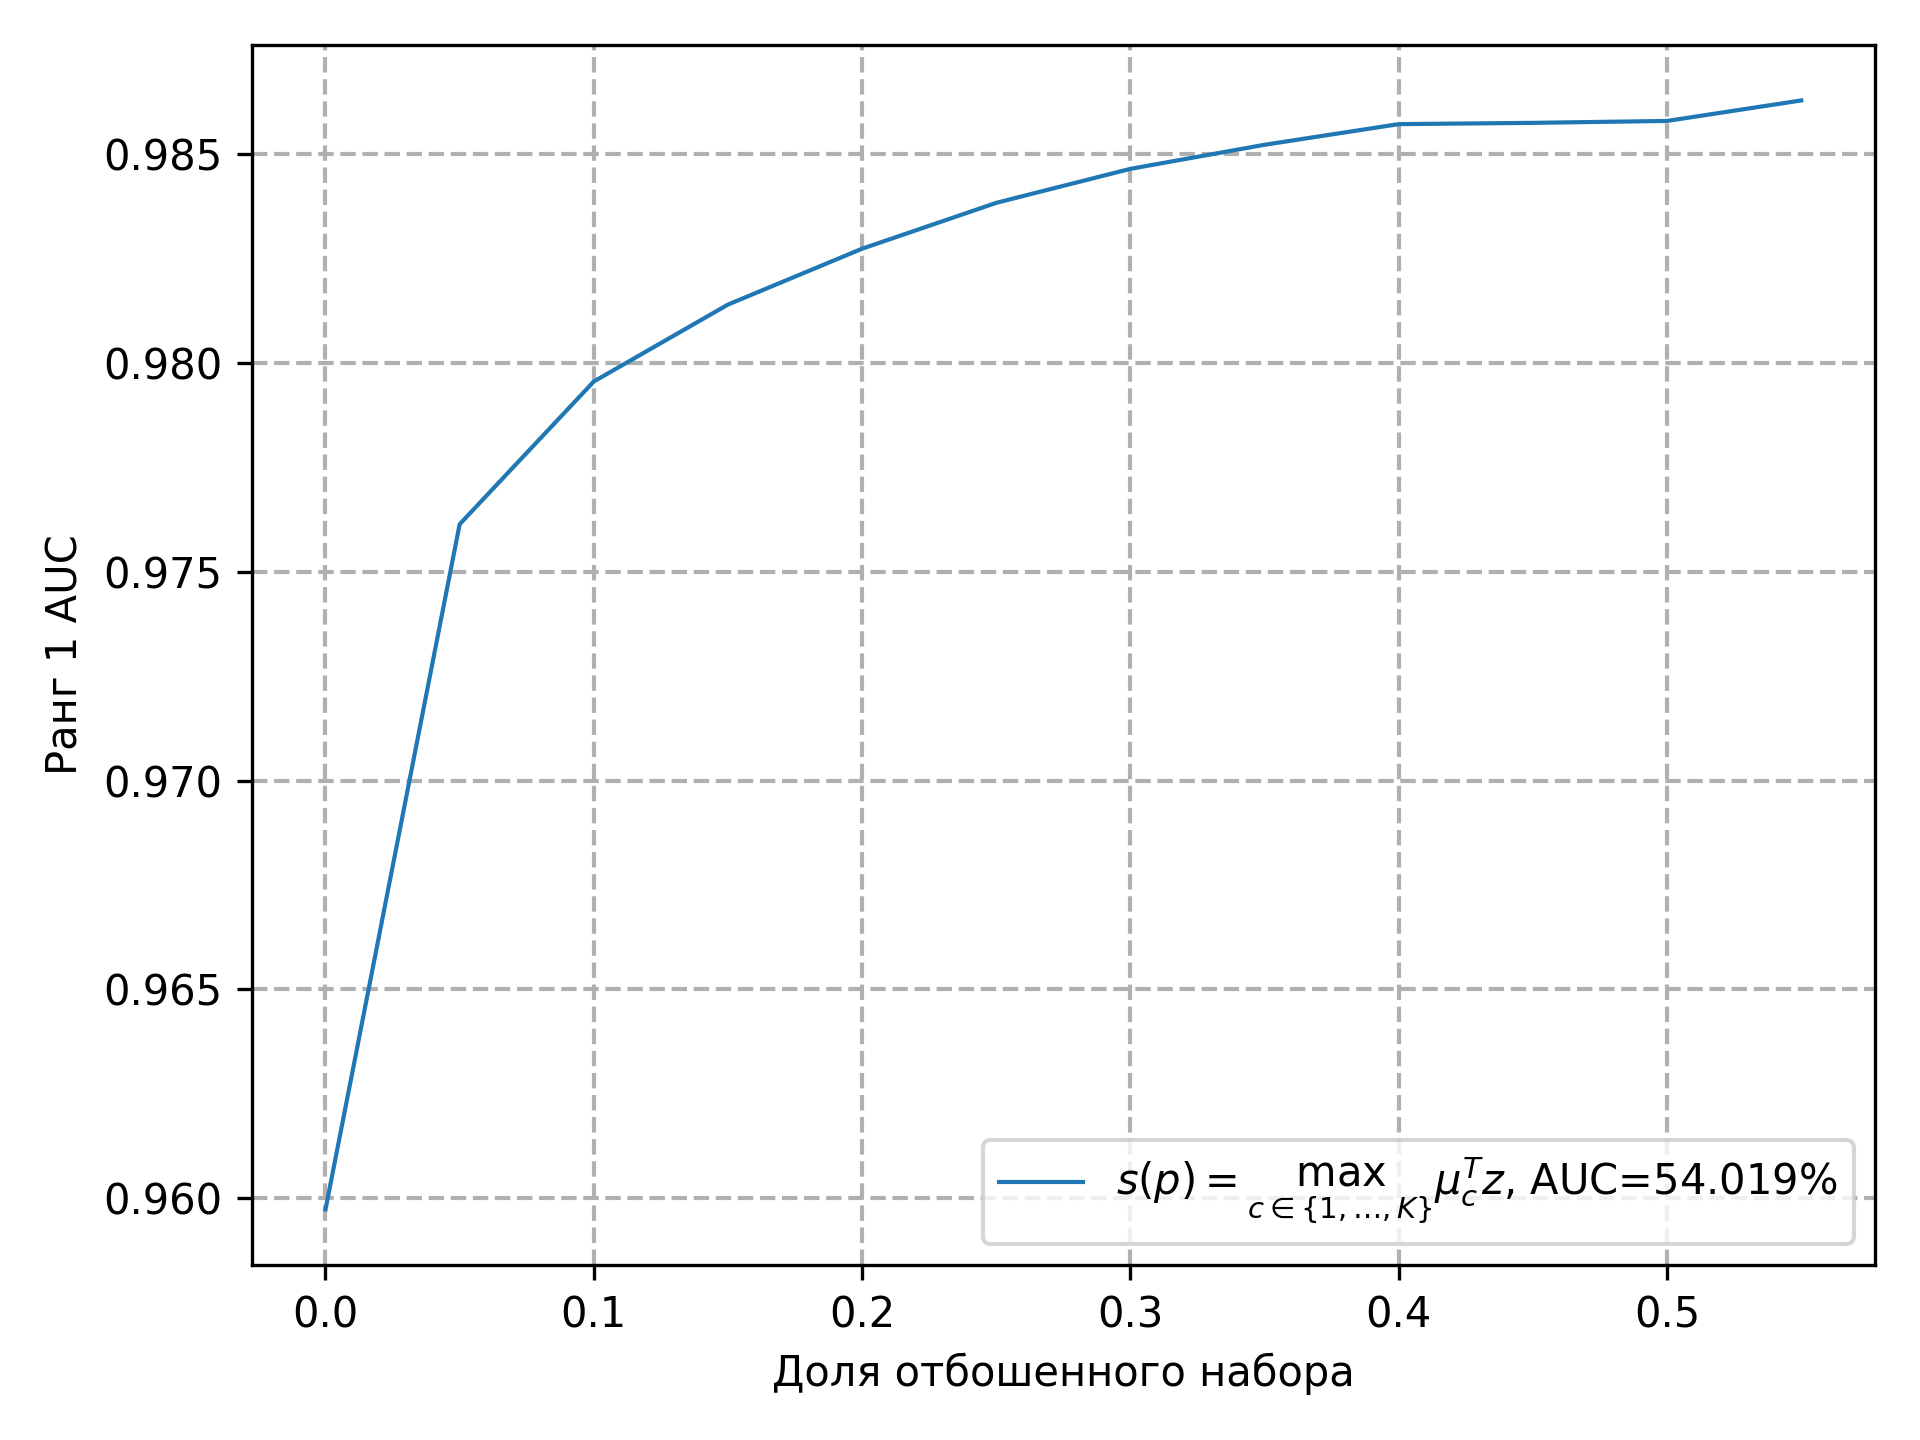 0.985
0.980
0.975
0.970
0.965
0.960
Ранг 1 AUC
s(p) = max c ∈ {1, …, K} μ_c^T z, AUC=54.019%
0.0 0.1 0.2 0.3 0.4 0.5
Доля отбошенного набора